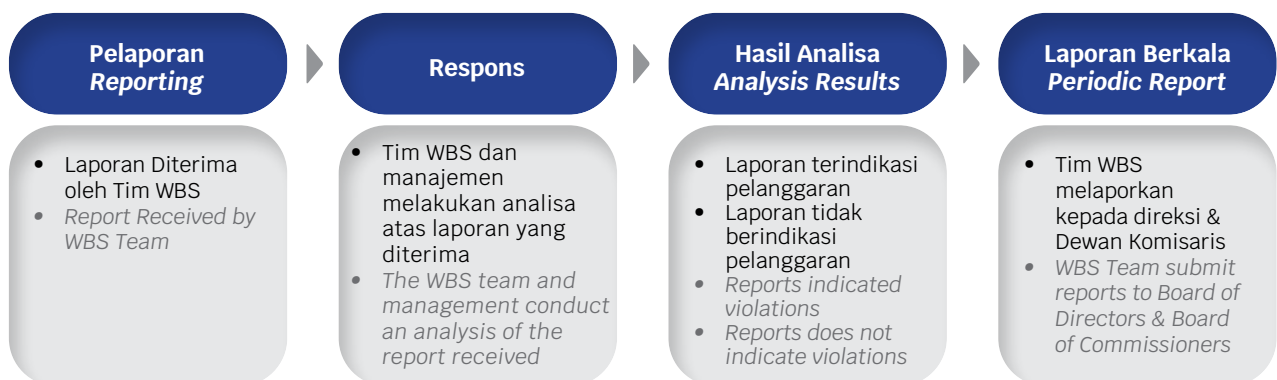 Pelaporan
Reporting
• Laporan Diterima
oleh Tim WBS
• Report Received by
WBS Team
Respons
• Tim WBS dan
manajemen
melakukan analisa
atas laporan yang
diterima
• The WBS team and
management conduct
an analysis of the
report received
Hasil Analisa
Analysis Results
• Laporan terindikasi
pelanggaran
• Laporan tidak
berindikasi
pelanggaran
• Reports indicated
violations
• Reports does not
indicate violations
Laporan Berkala
Periodic Report
• Tim WBS
melaporkan
kepada direksi &
Dewan Komisaris
• WBS Team submit
reports to Board of
Directors & Board
of Commissioners